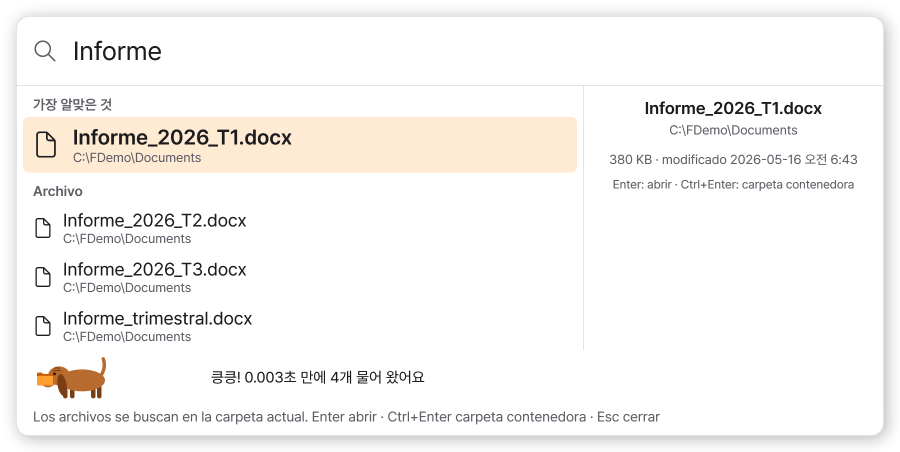 Informe
가장 알맞은 것
Informe_2026_T1.docx
C:\FDemo\Documents
Archivo
Informe_2026_T2.docx
C:\FDemo\Documents
Informe_2026_T3.docx
C:\FDemo\Documents
Informe_trimestral.docx
C:\FDemo\Documents
Informe_2026_T1.docx
C:\FDemo\Documents
380 KB · modificado 2026-05-16 오전 6:43
Enter: abrir · Ctrl+Enter: carpeta contenedora
킁킁! 0.003초 만에 4개 물어 왔어요
Los archivos se buscan en la carpeta actual. Enter abrir · Ctrl+Enter carpeta contenedora · Esc cerrar